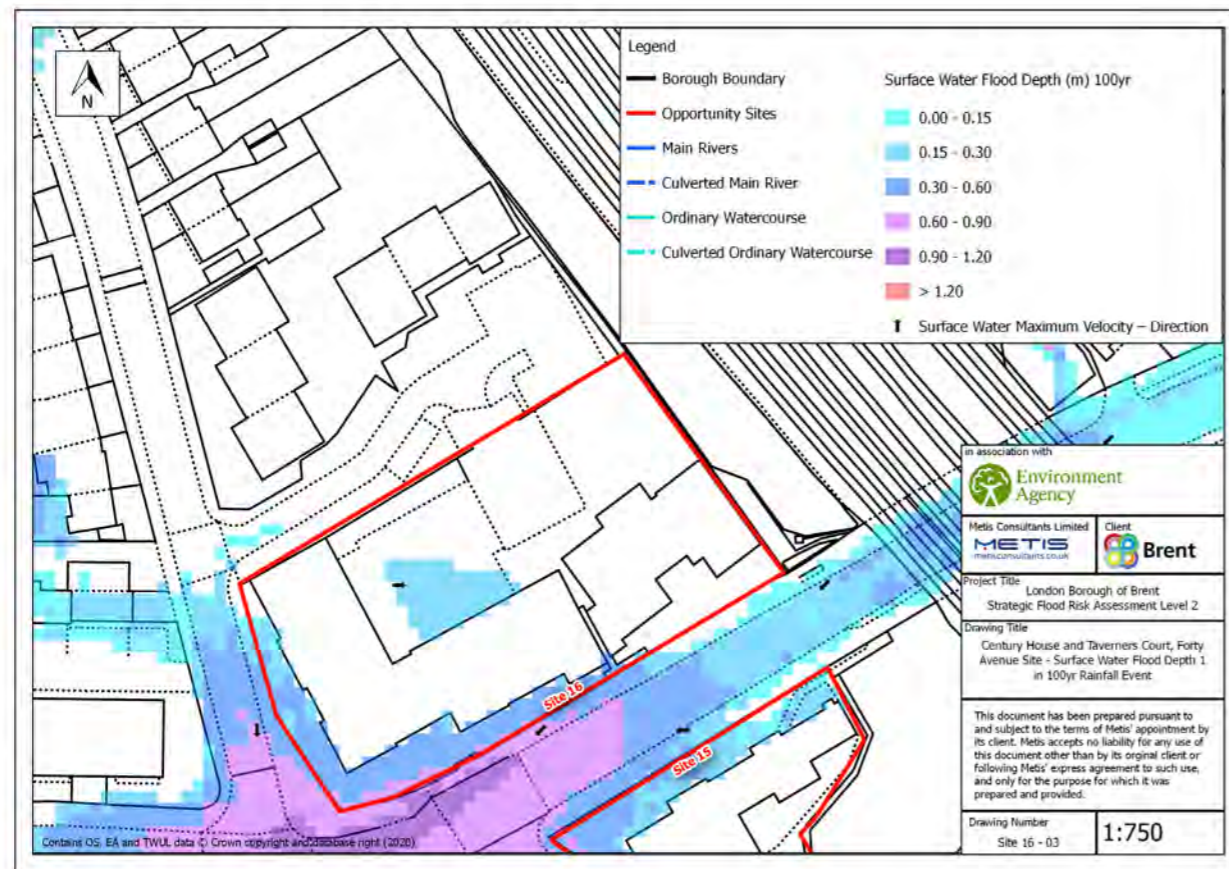 N
Legend
Borough Boundary
Opportunity Sites
Main Rivers
Culverted Main River
Ordinary Watercourse
Culverted Ordinary Watercourse
Surface Water Flood Depth (m) 100yr
0.00 - 0.15
0.15 - 0.30
0.30 - 0.60
0.60 - 0.90
0.90 - 1.20
> 1.20
Surface Water Maximum Velocity – Direction
Site 16
Site 15
in association with
Environment
Agency
Metis Consultants Limited
METIS
metisconsultants.co.uk
Client
Brent
Project Title
London Borough of Brent
Strategic Flood Risk Assessment Level 2
Drawing Title
Century House and Taverners Court, Forty
Avenue Site - Surface Water Flood Depth 1
in 100yr Rainfall Event
This document has been prepared pursuant to
and subject to the terms of Metis' appointment by
its client. Metis accepts no liability for any use of
this document other than by its orginal client or
following Metis' express agreement to such use,
and only for the purpose for which it was
prepared and provided.
Drawing Number
Site 16 - 03
1:750
Contains OS, EA and TWUL data © Crown copyright and database right (2020)